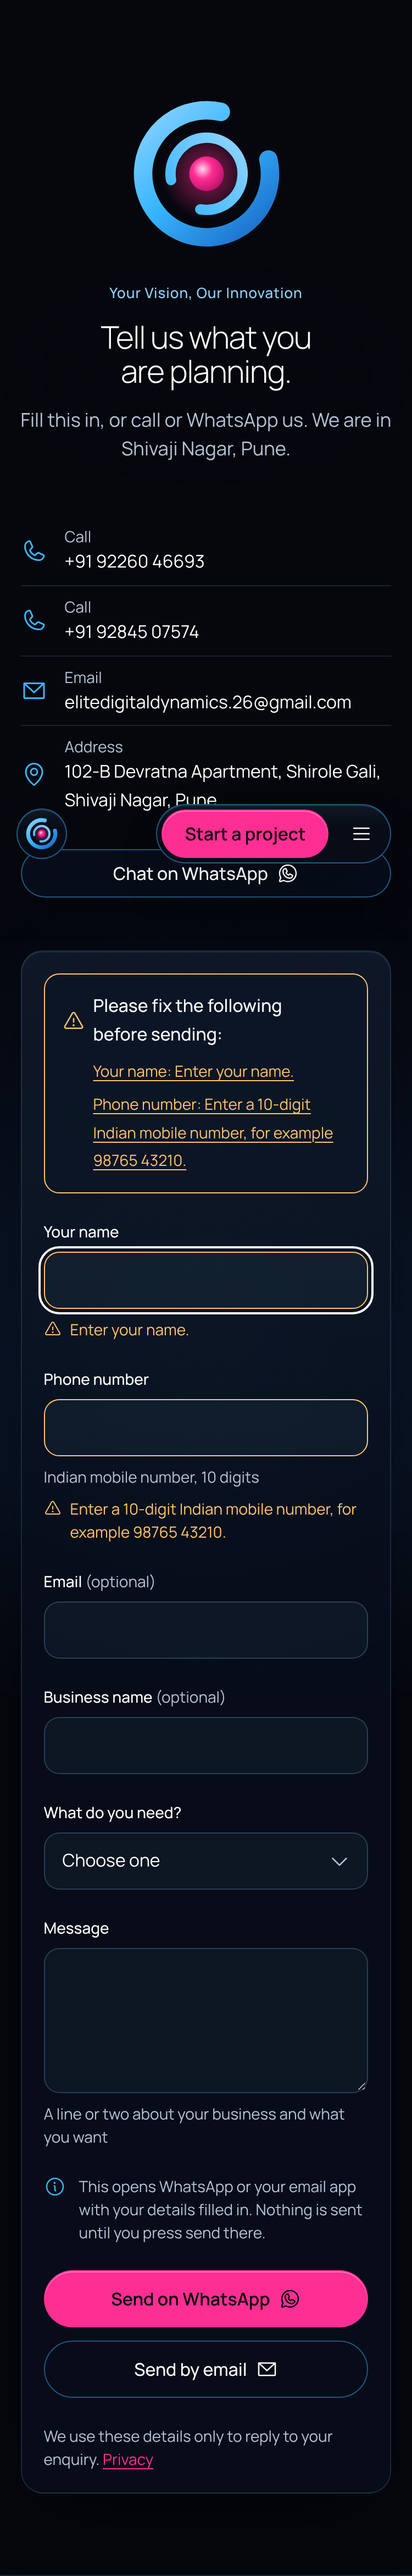 Your Vision, Our Innovation
Tell us what you
are planning.
Fill this in, or call or WhatsApp us. We are in
Shivaji Nagar, Pune.
Call
+91 92260 46693
Call
+91 92845 07574
Email
elitedigitaldynamics.26@gmail.com
Address
102-B Devratna Apartment, Shirole Gali,
Shivaji Nagar, Pune
Start a project
Chat on WhatsApp
Please fix the following
before sending:
Your name: Enter your name.
Phone number: Enter a 10-digit
Indian mobile number, for example
98765 43210.
Your name
Enter your name.
Phone number
Indian mobile number, 10 digits
Enter a 10-digit Indian mobile number, for
example 98765 43210.
Email (optional)
Business name (optional)
What do you need?
Choose one
Message
A line or two about your business and what
you want
This opens WhatsApp or your email app
with your details filled in. Nothing is sent
until you press send there.
Send on WhatsApp
Send by email
We use these details only to reply to your
enquiry. Privacy